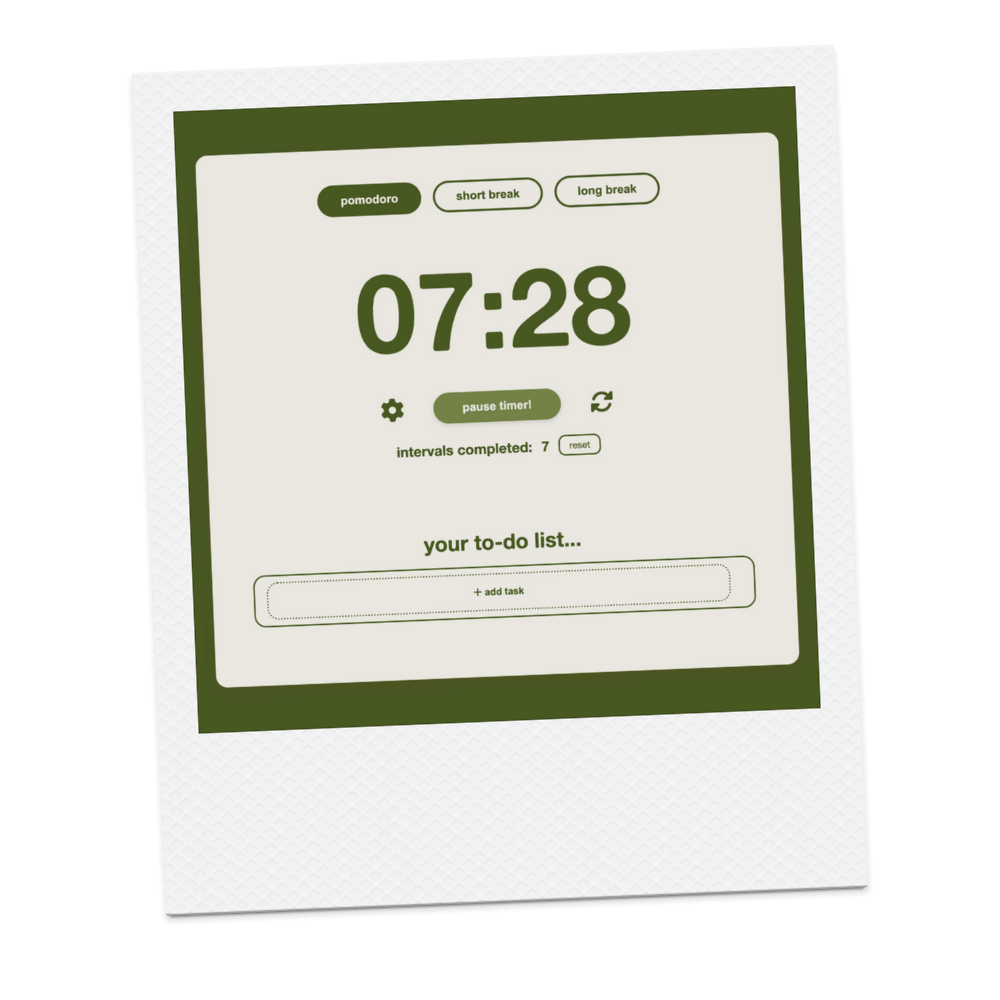 pomodoro short break long break
07:28
pause timer!
intervals completed: 7 reset
your to-do list...
+ add task